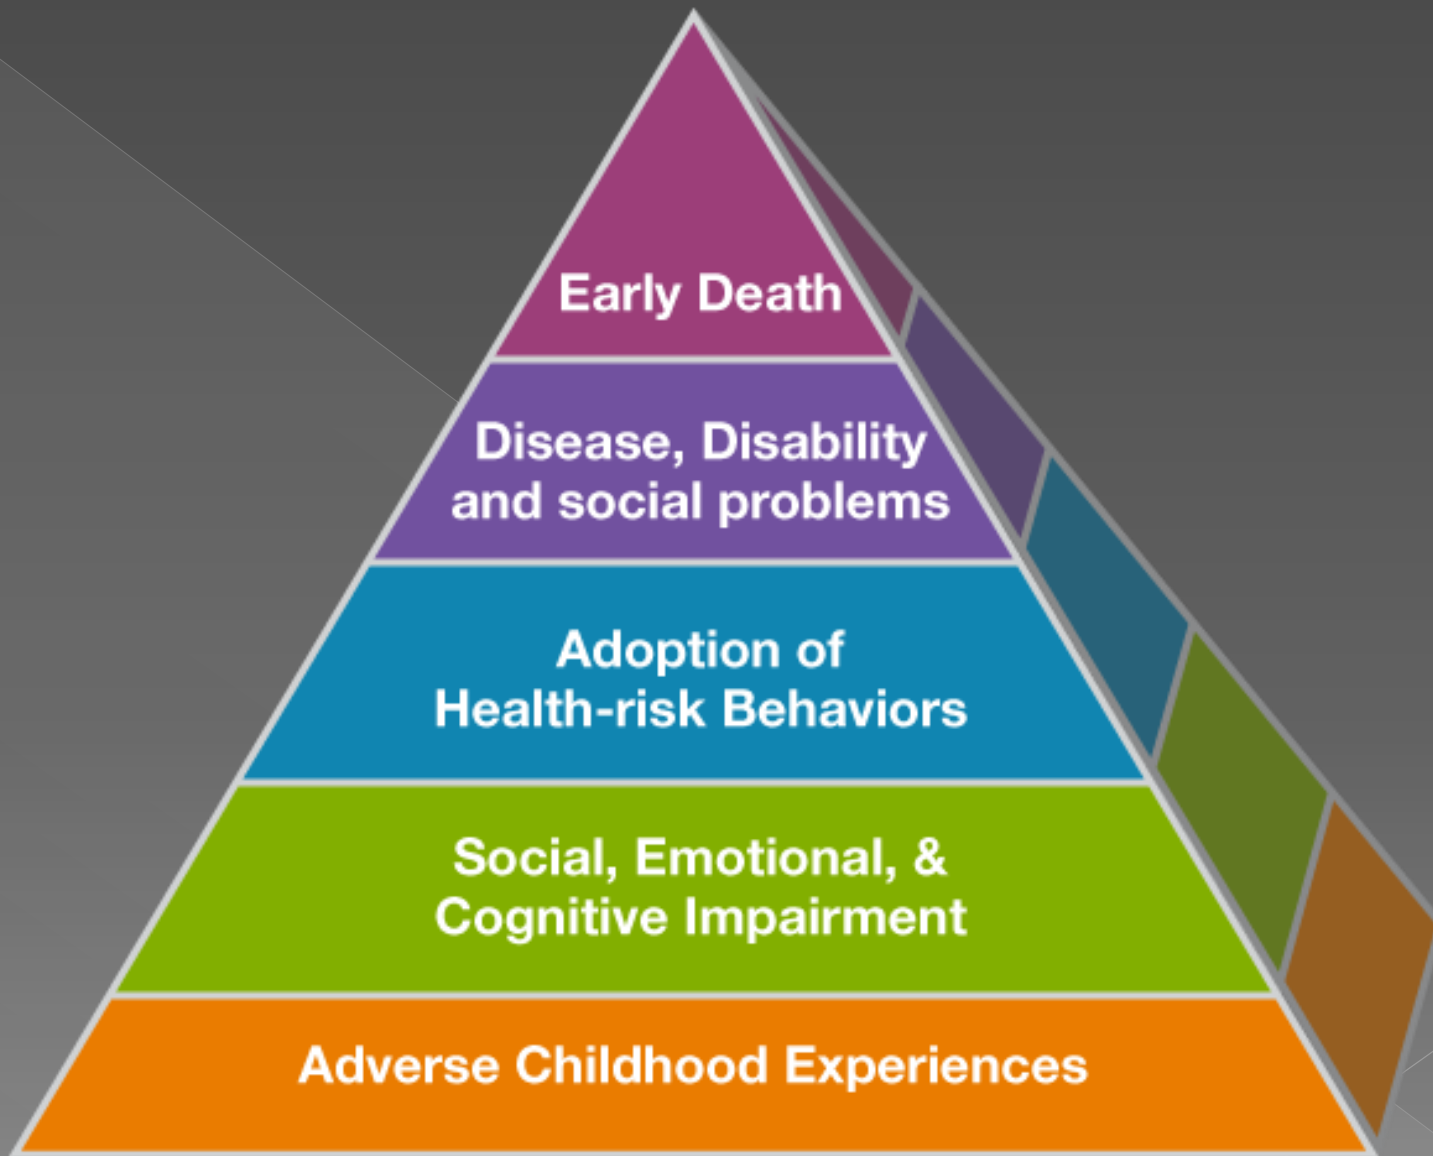 Early Death
Disease, Disability
and social problems
Adoption of
Health-risk Behaviors
Social, Emotional, &
Cognitive Impairment
Adverse Childhood Experiences